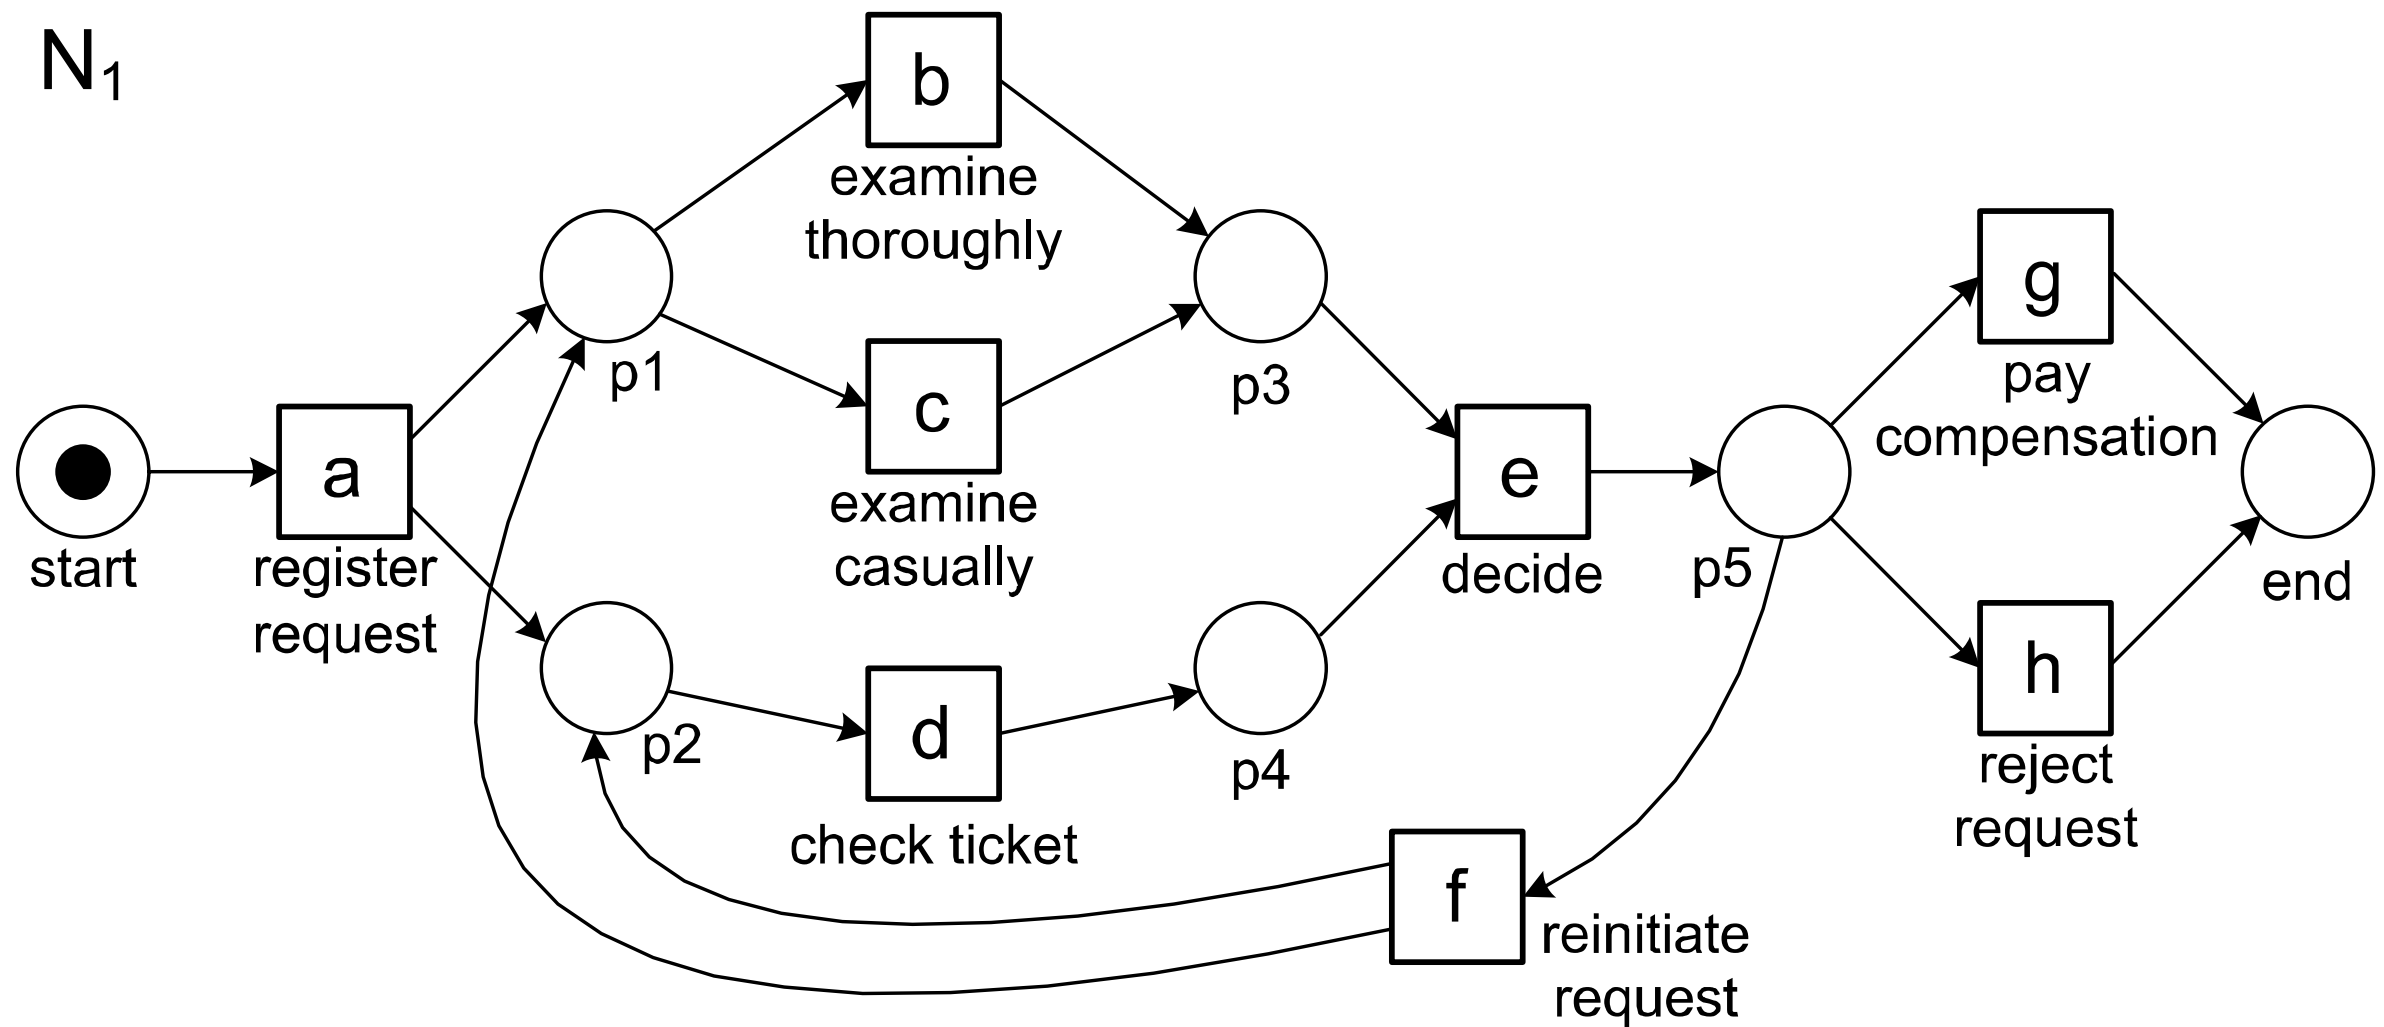 N₁
b
examine
thoroughly
p1
c
examine
casually
p3
g
pay
compensation
start
a
register
request
p2
d
check ticket
p4
e
decide
p5
h
reject
request
end
f
reinitiate
request